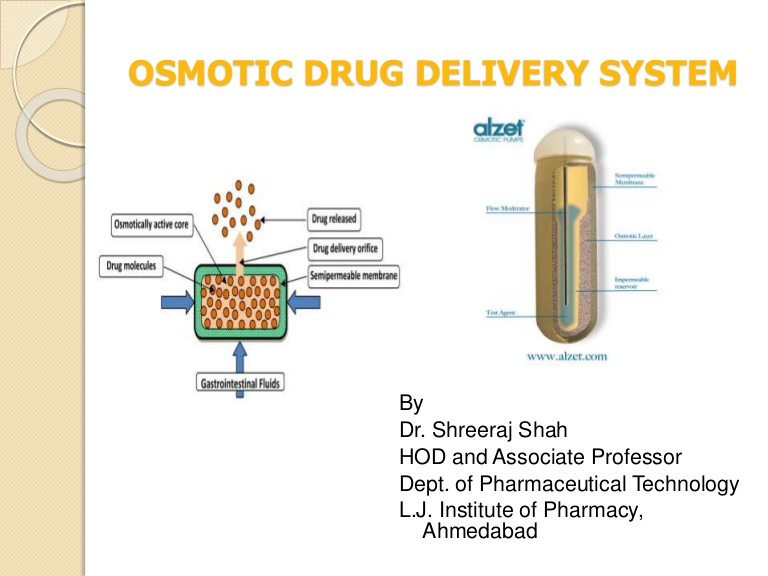 OSMOTIC DRUG DELIVERY SYSTEM
alzet
OSMOTIC PUMPS
Semipermeable
Membrane
Flow Moderator
Osmotic Layer
Impermeable
reservoir
Test Agent
www.alzet.com
Drug released
Osmotically active core
Drug delivery orifice
Drug molecules
Semipermeable membrane
Gastrointestinal Fluids
By
Dr. Shreeraj Shah
HOD and Associate Professor
Dept. of Pharmaceutical Technology
L.J. Institute of Pharmacy,
Ahmedabad